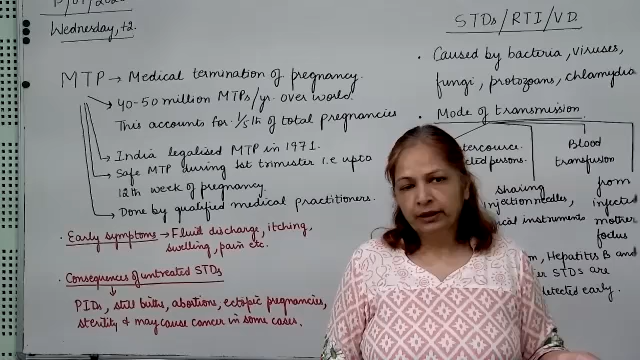 Wednesday, +2
MTP → Medical termination of pregnancy.
40-50 million MTPs/yr. over world.
This accounts for 1/5th of total pregnancies
India legalised MTP in 1971.
Safe MTP during 1st trimister i.e upto
12th week of pregnancy.
Done by qualified medical practitioners.
• Early symptoms → Fluid discharge, itching,
swelling, pain etc.
• Consequences of untreated STDs
PIDs, still births, abortions, ectopic pregnancies,
sterility & may cause cancer in some cases.
STDs/RTI/VD.
• Caused by bacteria, viruses,
fungi, protozoans, chlamydia
• Mode of transmission
persons.
Blood
transfusion
sharing
instruments
from
infected
mother
Hepatitis B and
STDs are
detected early.